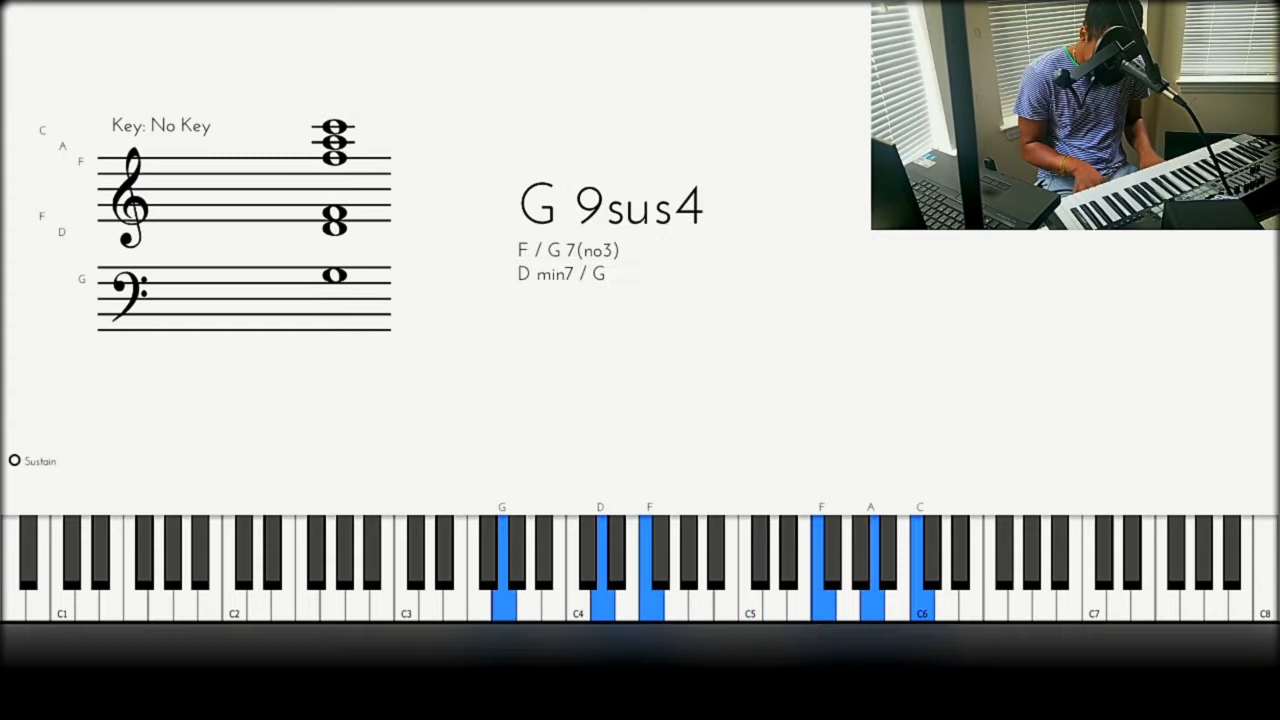 Key: No Key
C
A
F
F
D
G
G 9sus4
F / G 7(no3)
D min7 / G
Sustain
G D F F A C
C1 C2 C3 C4 C5 C6 C7 C8